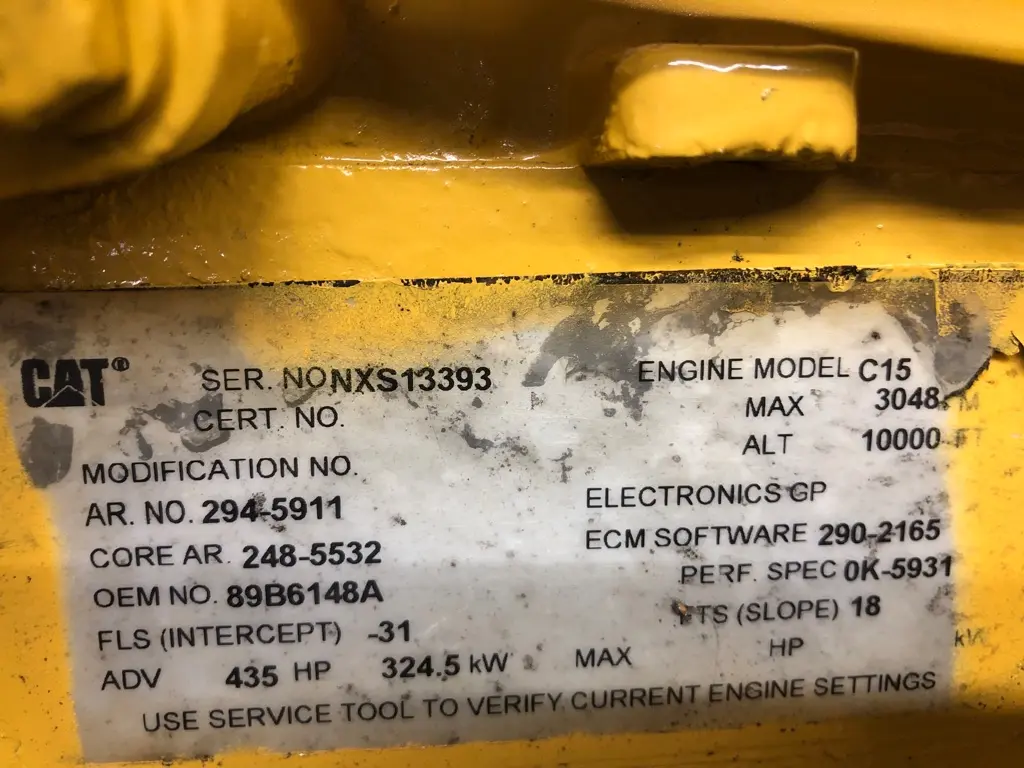 CAT®
SER. NO NXS13393
ENGINE MODEL C15
CERT. NO.
MAX 3048 M
ALT 10000 FT
MODIFICATION NO.
AR. NO. 294-5911
ELECTRONICS GP
CORE AR. 248-5532
ECM SOFTWARE 290-2165
OEM NO. 89B6148A
PERF. SPEC 0K-5931
FLS (INTERCEPT) -31
(SLOPE) 18
ADV 435 HP 324.5 kW MAX HP kW
USE SERVICE TOOL TO VERIFY CURRENT ENGINE SETTINGS